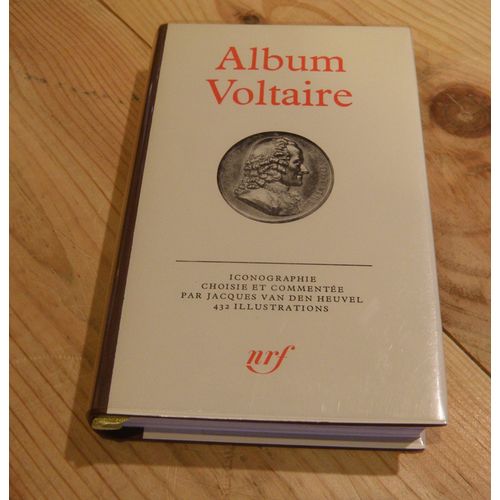 Album
Voltaire
ICONOGRAPHIE
CHOISIE ET COMMENTÉE
PAR JACQUES VAN DEN HEUVEL
432 ILLUSTRATIONS
nrf